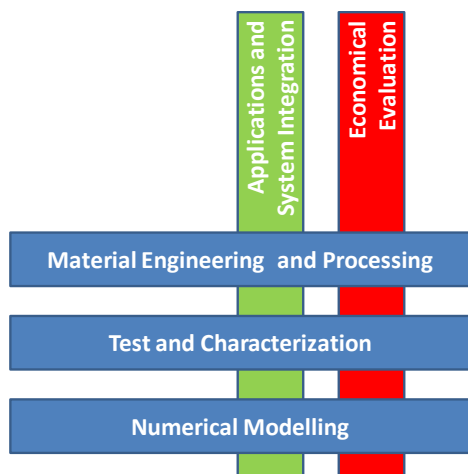 Applications and
System Integration
Economical
Evaluation
Material Engineering and Processing
Test and Characterization
Numerical Modelling